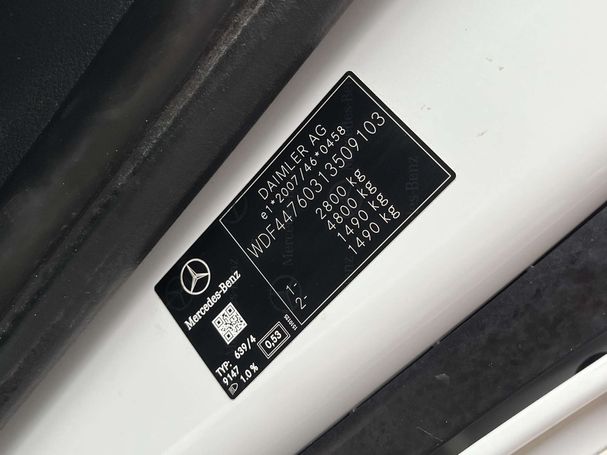 DAIMLER AG
e1*2007/46*0458
WDF44760313509103
2800 kg
4800 kg
1- 1490 kg
2- 1490 kg
Mercedes-Benz
TYP: 639/4
9147
1.0% 0,53